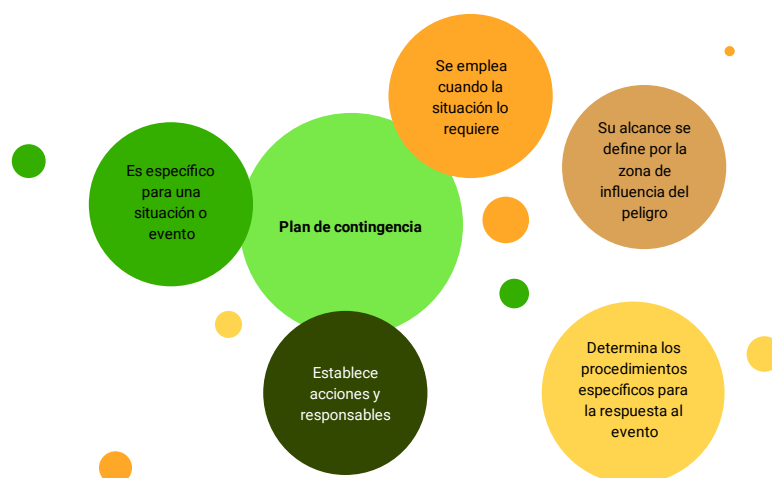 Se emplea
cuando la
situación lo
requiere
Su alcance se
define por la
zona de
influencia del
peligro
Es específico
para una
situación o
evento
Plan de contingencia
Establece
acciones y
responsables
Determina los
procedimientos
específicos para
la respuesta al
evento